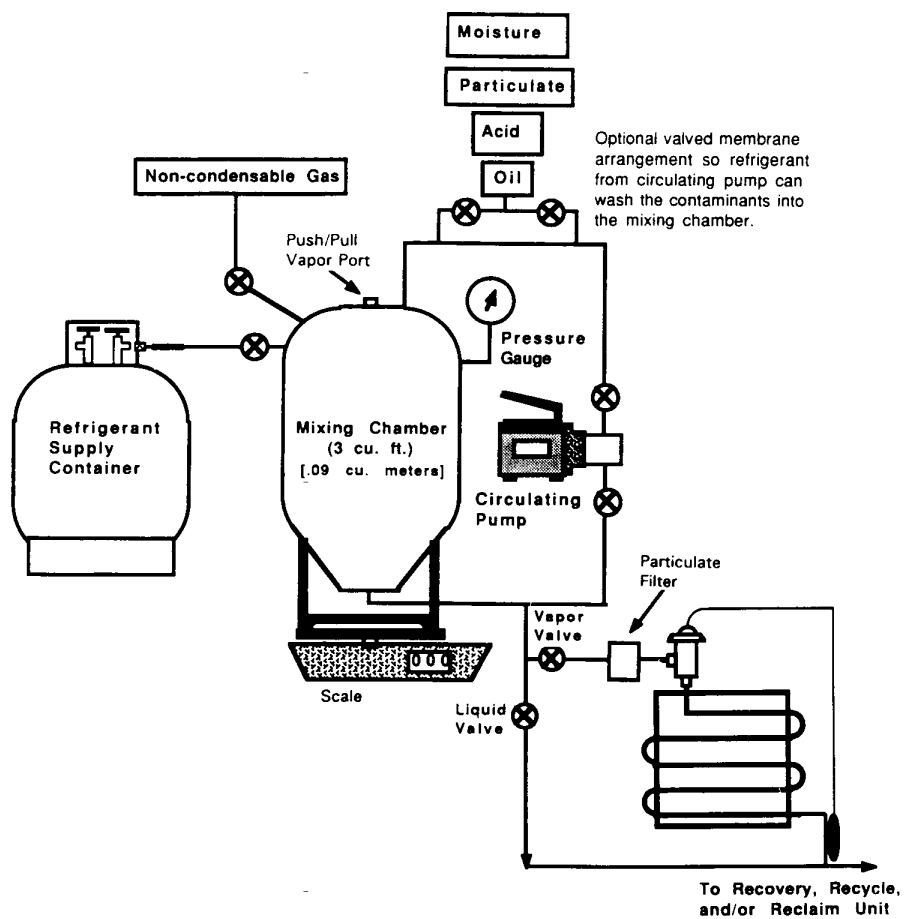 Moisture
Particulate
Acid
Oil
Optional valved membrane
arrangement so refrigerant
from circulating pump can
wash the contaminants into
the mixing chamber.
Non-condensable Gas
Push/Pull
Vapor Port
Pressure
Gauge
Refrigerant
Supply
Container
Mixing Chamber
(3 cu. ft.)
[.09 cu. meters]
Circulating
Pump
Particulate
Filter
Vapor
Valve
000
Scale
Liquid
Valve
To Recovery, Recycle,
and/or Reclaim Unit